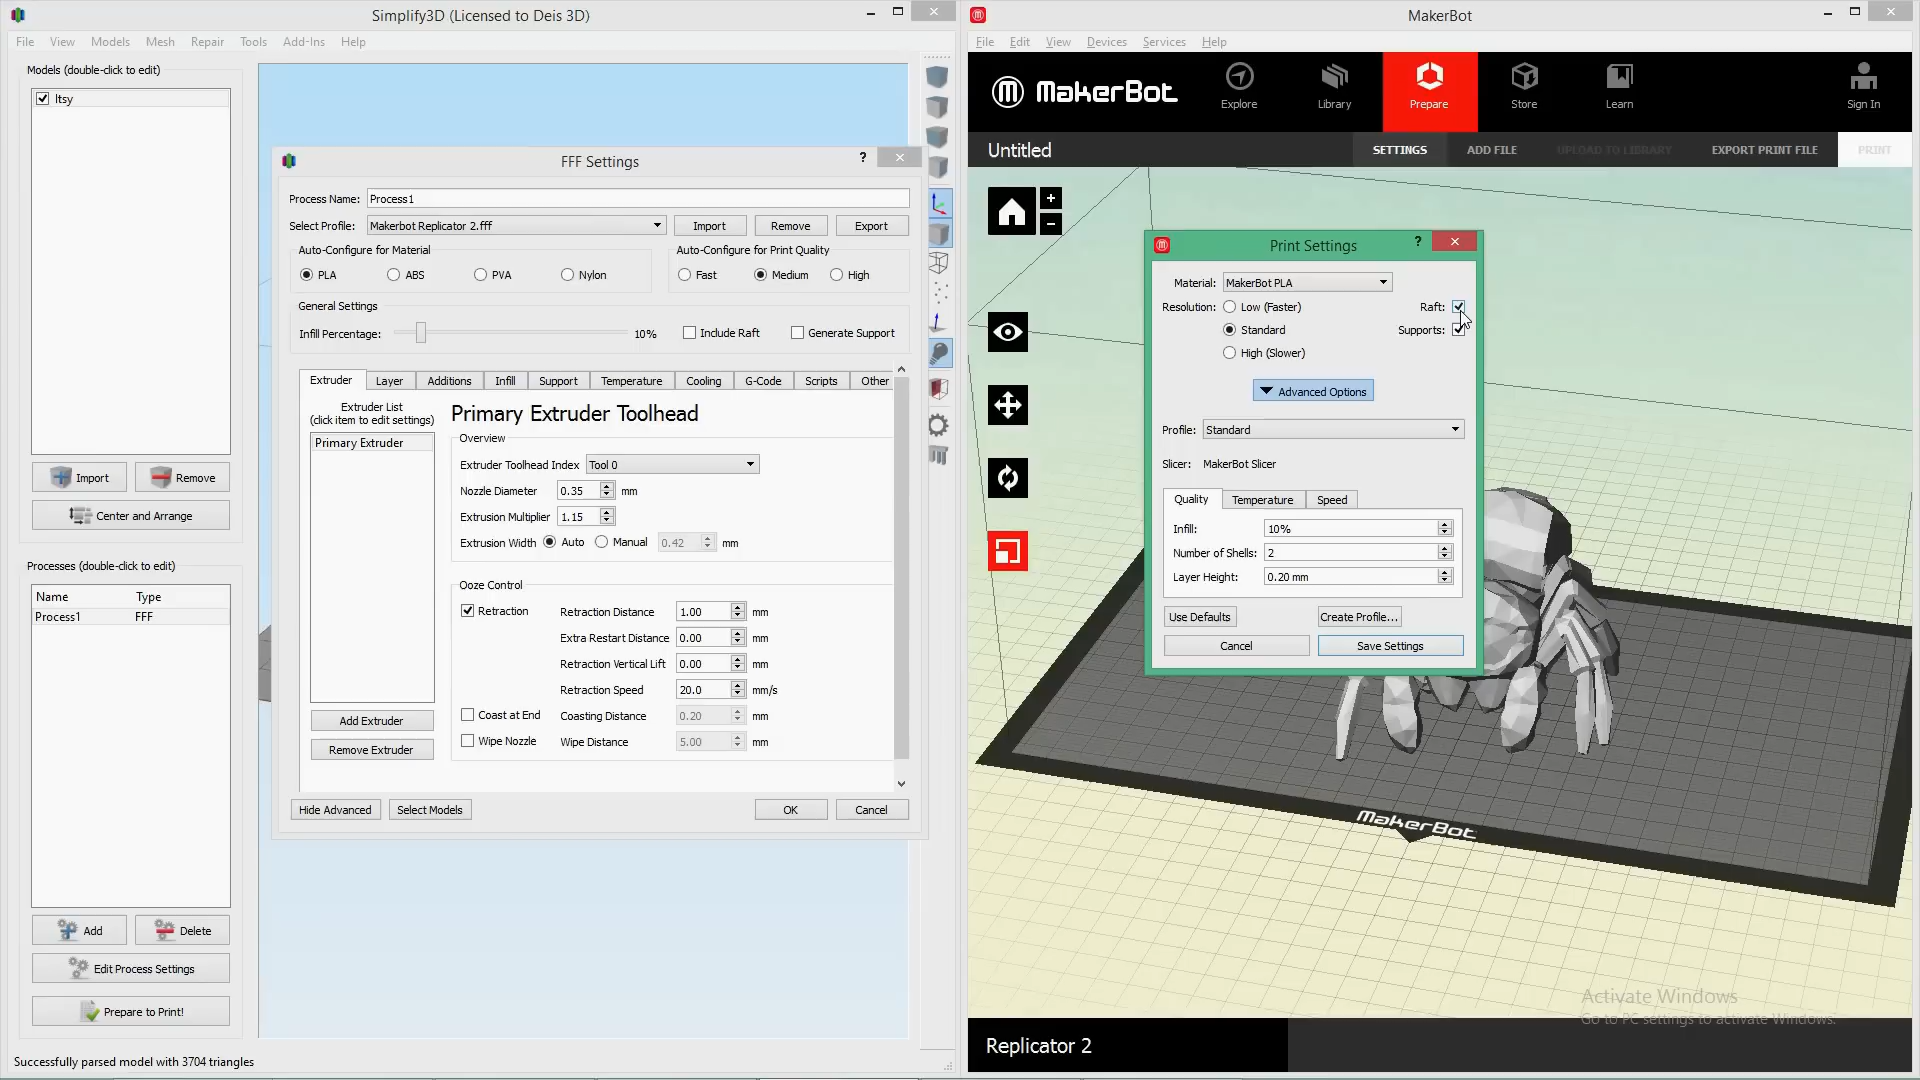 Simplify3D (Licensed to Deis 3D)
File View Models Mesh Repair Tools Add-Ins Help
Models (double-click to edit)
Itsy
Import Remove
Center and Arrange
Processes (double-click to edit)
Name Type
Process1 FFF
Add Delete
Edit Process Settings
Prepare to Print!
Successfully parsed model with 3704 triangles
FFF Settings
?
Process Name: Process1
Select Profile: Makerbot Replicator 2.fff Import Remove Export
Auto-Configure for Material
PLA ABS PVA Nylon
Auto-Configure for Print Quality
Fast Medium High
General Settings
Infill Percentage: 10% Include Raft Generate Support
Extruder Layer Additions Infill Support Temperature Cooling G-Code Scripts Other
Extruder List
(click item to edit settings)
Primary Extruder
Add Extruder
Remove Extruder
Primary Extruder Toolhead
Overview
Extruder Toolhead Index Tool 0
Nozzle Diameter 0.35 mm
Extrusion Multiplier 1.15
Extrusion Width Auto Manual 0.42 mm
Ooze Control
Retraction Retraction Distance 1.00 mm
Extra Restart Distance 0.00 mm
Retraction Vertical Lift 0.00 mm
Retraction Speed 20.0 mm/s
Coast at End Coasting Distance 0.20 mm
Wipe Nozzle Wipe Distance 5.00 mm
Hide Advanced Select Models OK Cancel
MakerBot
File Edit View Devices Services Help
MakerBot Explore Library Prepare Store Learn Sign In
Untitled SETTINGS ADD FILE UPLOAD TO LIBRARY EXPORT PRINT FILE PRINT
+
−
Print Settings
?
Material: MakerBot PLA
Resolution: Low (Faster) Raft:
Standard Supports:
High (Slower)
Advanced Options
Profile: Standard
Slicer: MakerBot Slicer
Quality Temperature Speed
Infill: 10%
Number of Shells: 2
Layer Height: 0.20 mm
Use Defaults Create Profile...
Cancel Save Settings
MakerBot
Activate Windows
Go to PC settings to activate Windows.
Replicator 2